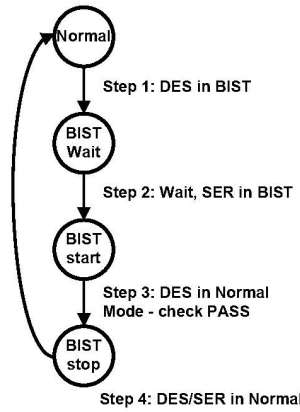 Normal
Step 1: DES in BIST
BIST
Wait
Step 2: Wait, SER in BIST
BIST
start
Step 3: DES in Normal
Mode - check PASS
BIST
stop
Step 4: DES/SER in Normal